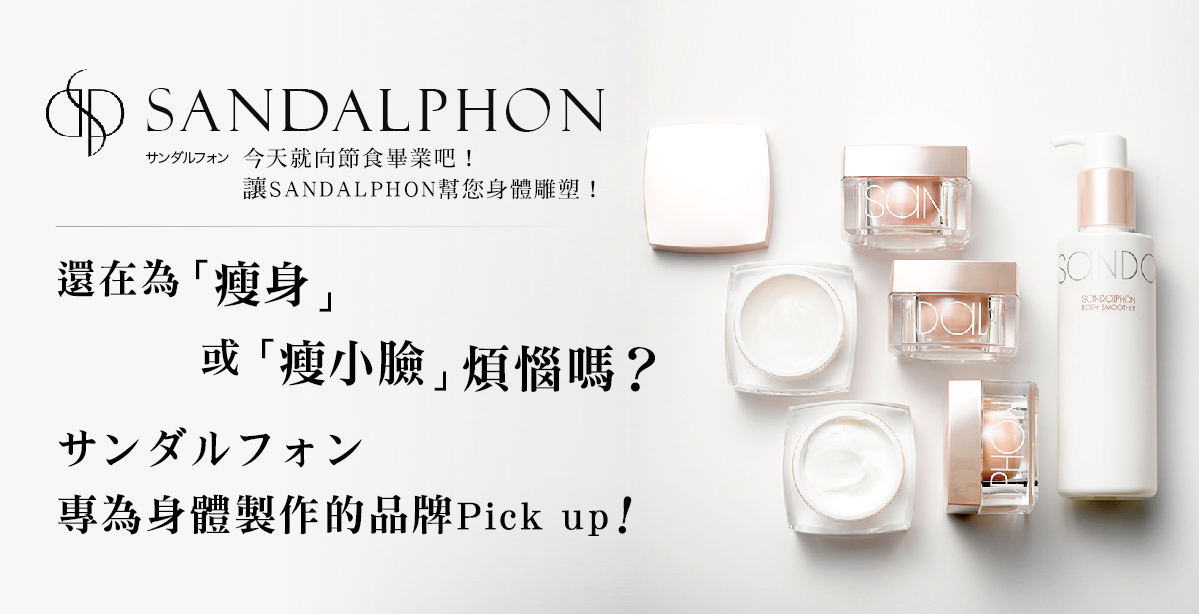 SANDALPHON
サンダルフォン
今天就向節食畢業吧！
讓SANDALPHON幫您身體雕塑！
還在為「瘦身」
或「瘦小臉」煩惱嗎？
サンダルフォン
專為身體製作的品牌Pick up！
SAN
DAL
PHON
SANDO
SANDALPHON
BODY SMOOTHER